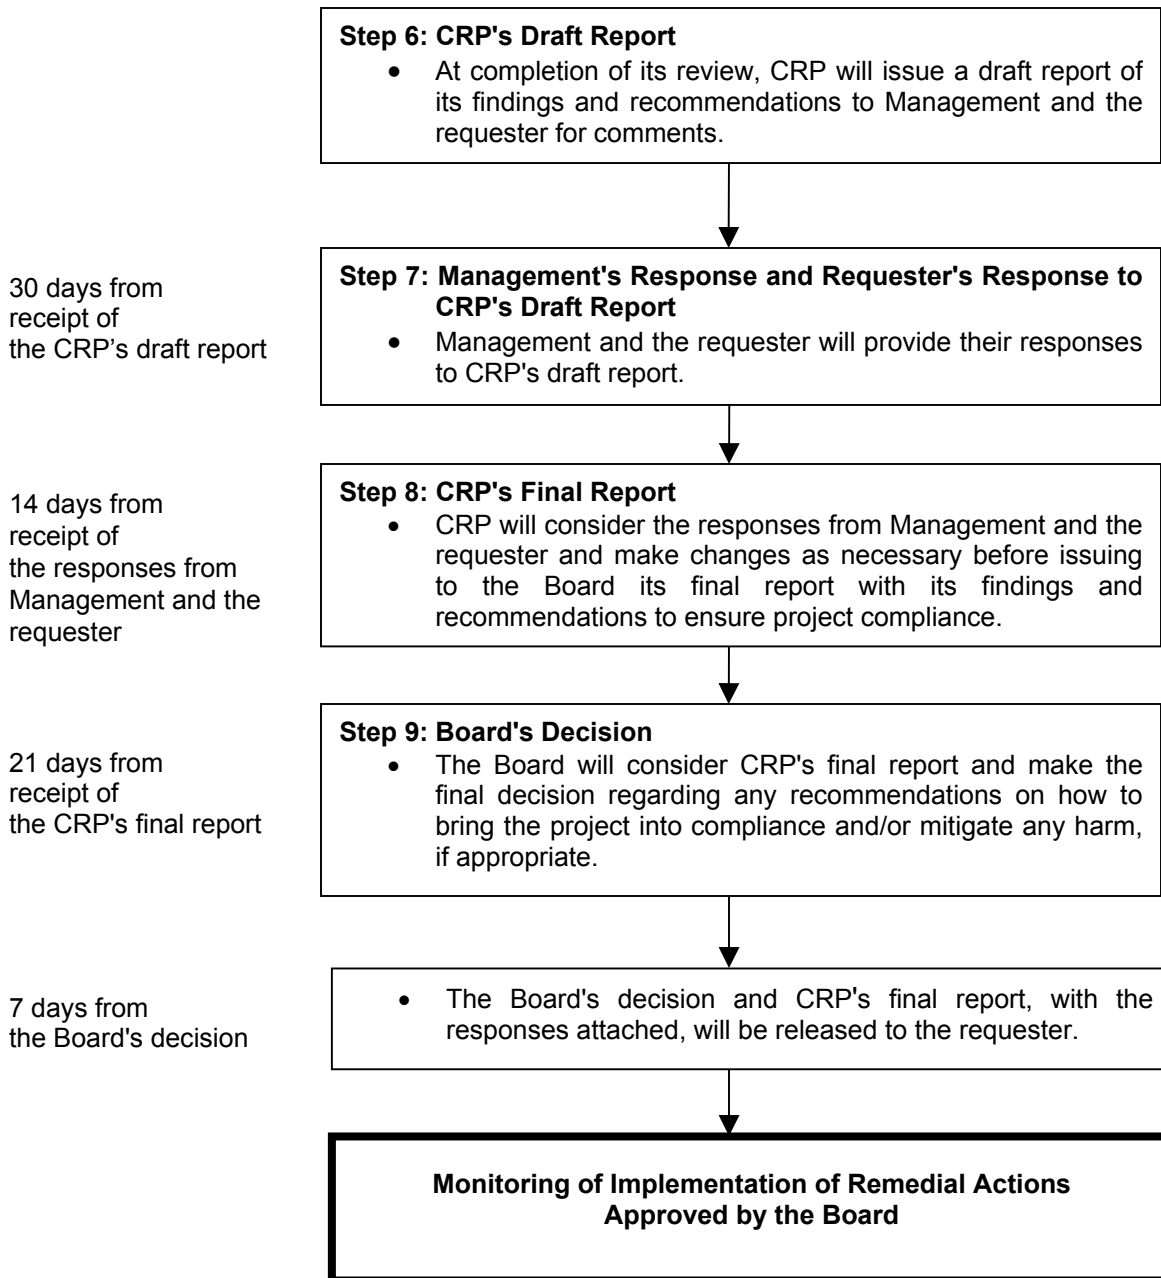 Step 6: CRP's Draft Report
• At completion of its review, CRP will issue a draft report of
its findings and recommendations to Management and the
requester for comments.
30 days from
receipt of
the CRP’s draft report
Step 7: Management's Response and Requester's Response to
CRP's Draft Report
• Management and the requester will provide their responses
to CRP's draft report.
14 days from
receipt of
the responses from
Management and the
requester
Step 8: CRP's Final Report
• CRP will consider the responses from Management and the
requester and make changes as necessary before issuing
to the Board its final report with its findings and
recommendations to ensure project compliance.
21 days from
receipt of
the CRP's final report
Step 9: Board's Decision
• The Board will consider CRP's final report and make the
final decision regarding any recommendations on how to
bring the project into compliance and/or mitigate any harm,
if appropriate.
7 days from
the Board's decision
• The Board's decision and CRP's final report, with the
responses attached, will be released to the requester.
Monitoring of Implementation of Remedial Actions
Approved by the Board